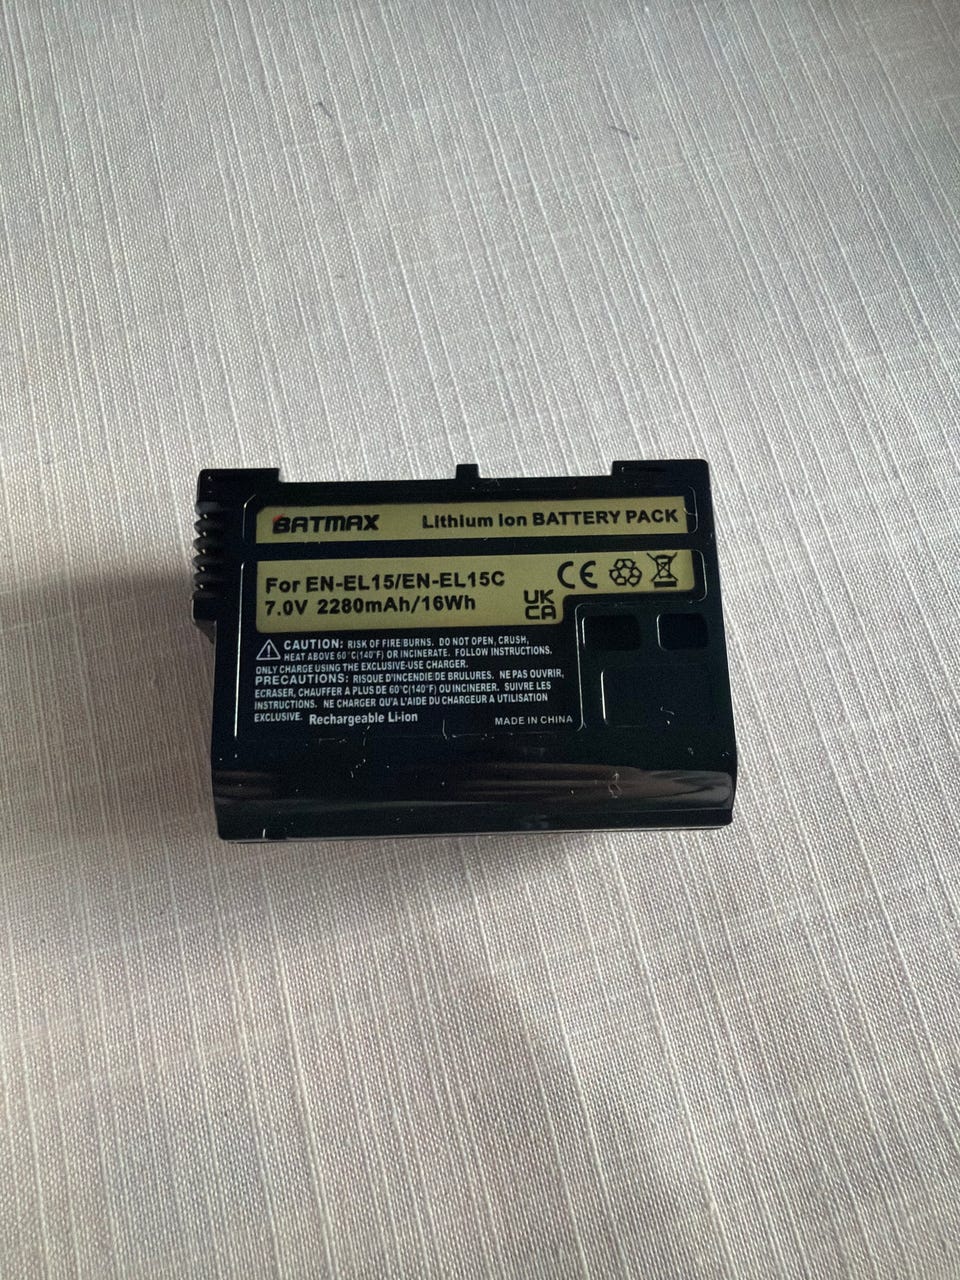 BATMAX Lithium ion BATTERY PACK
For EN-EL15/EN-EL15C
7.0V 2280mAh/16Wh
CE
UK
CA
CAUTION: RISK OF FIRE/BURNS. DO NOT OPEN, CRUSH,
HEAT ABOVE 60°C(140°F) OR INCINERATE. FOLLOW INSTRUCTIONS.
ONLY CHARGE USING THE EXCLUSIVE-USE CHARGER.
PRECAUTIONS: RISQUE D'INCENDIE DE BRULURES. NE PAS OUVRIR,
ECRASER, CHAUFFER A PLUS DE 60°C(140°F) OU INCINERER. SUIVRE LES
INSTRUCTIONS. NE CHARGER QU'A L'AIDE DU CHARGEUR A UTILISATION
EXCLUSIVE. Rechargeable Li-ion
MADE IN CHINA